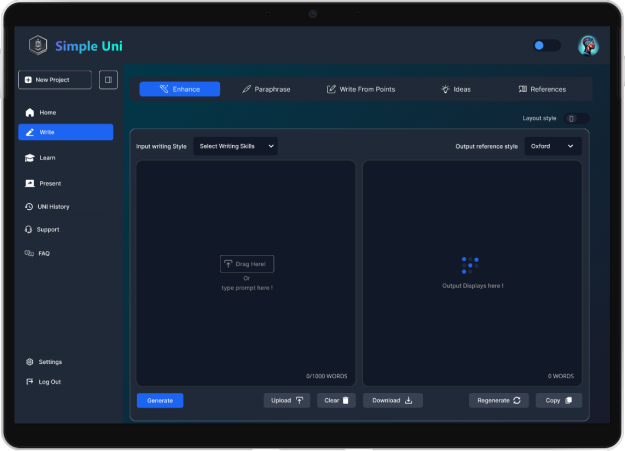 Simple Uni
New Project
Enhance
Paraphrase
Write From Points
Ideas
References
Home
Write
Learn
Present
UNI History
Support
FAQ
Settings
Log Out
Layout style
Input writing Style
Select Writing Skills
Output reference style
Oxford
Drag Here!
Or
type prompt here !
0/1000 WORDS
Output Displays here !
0 WORDS
Generate
Upload
Clear
Download
Regenerate
Copy